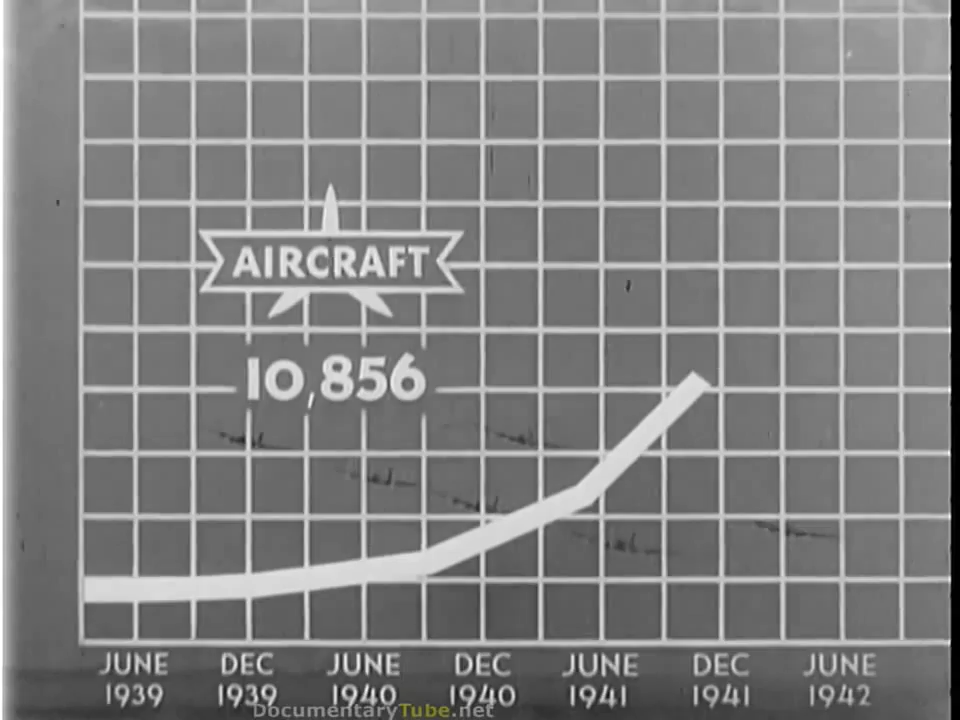 AIRCRAFT
10,856
JUNE DEC JUNE DEC JUNE DEC JUNE
1939 1939 1940 1940 1941 1941 1942
DocumentaryTube.net